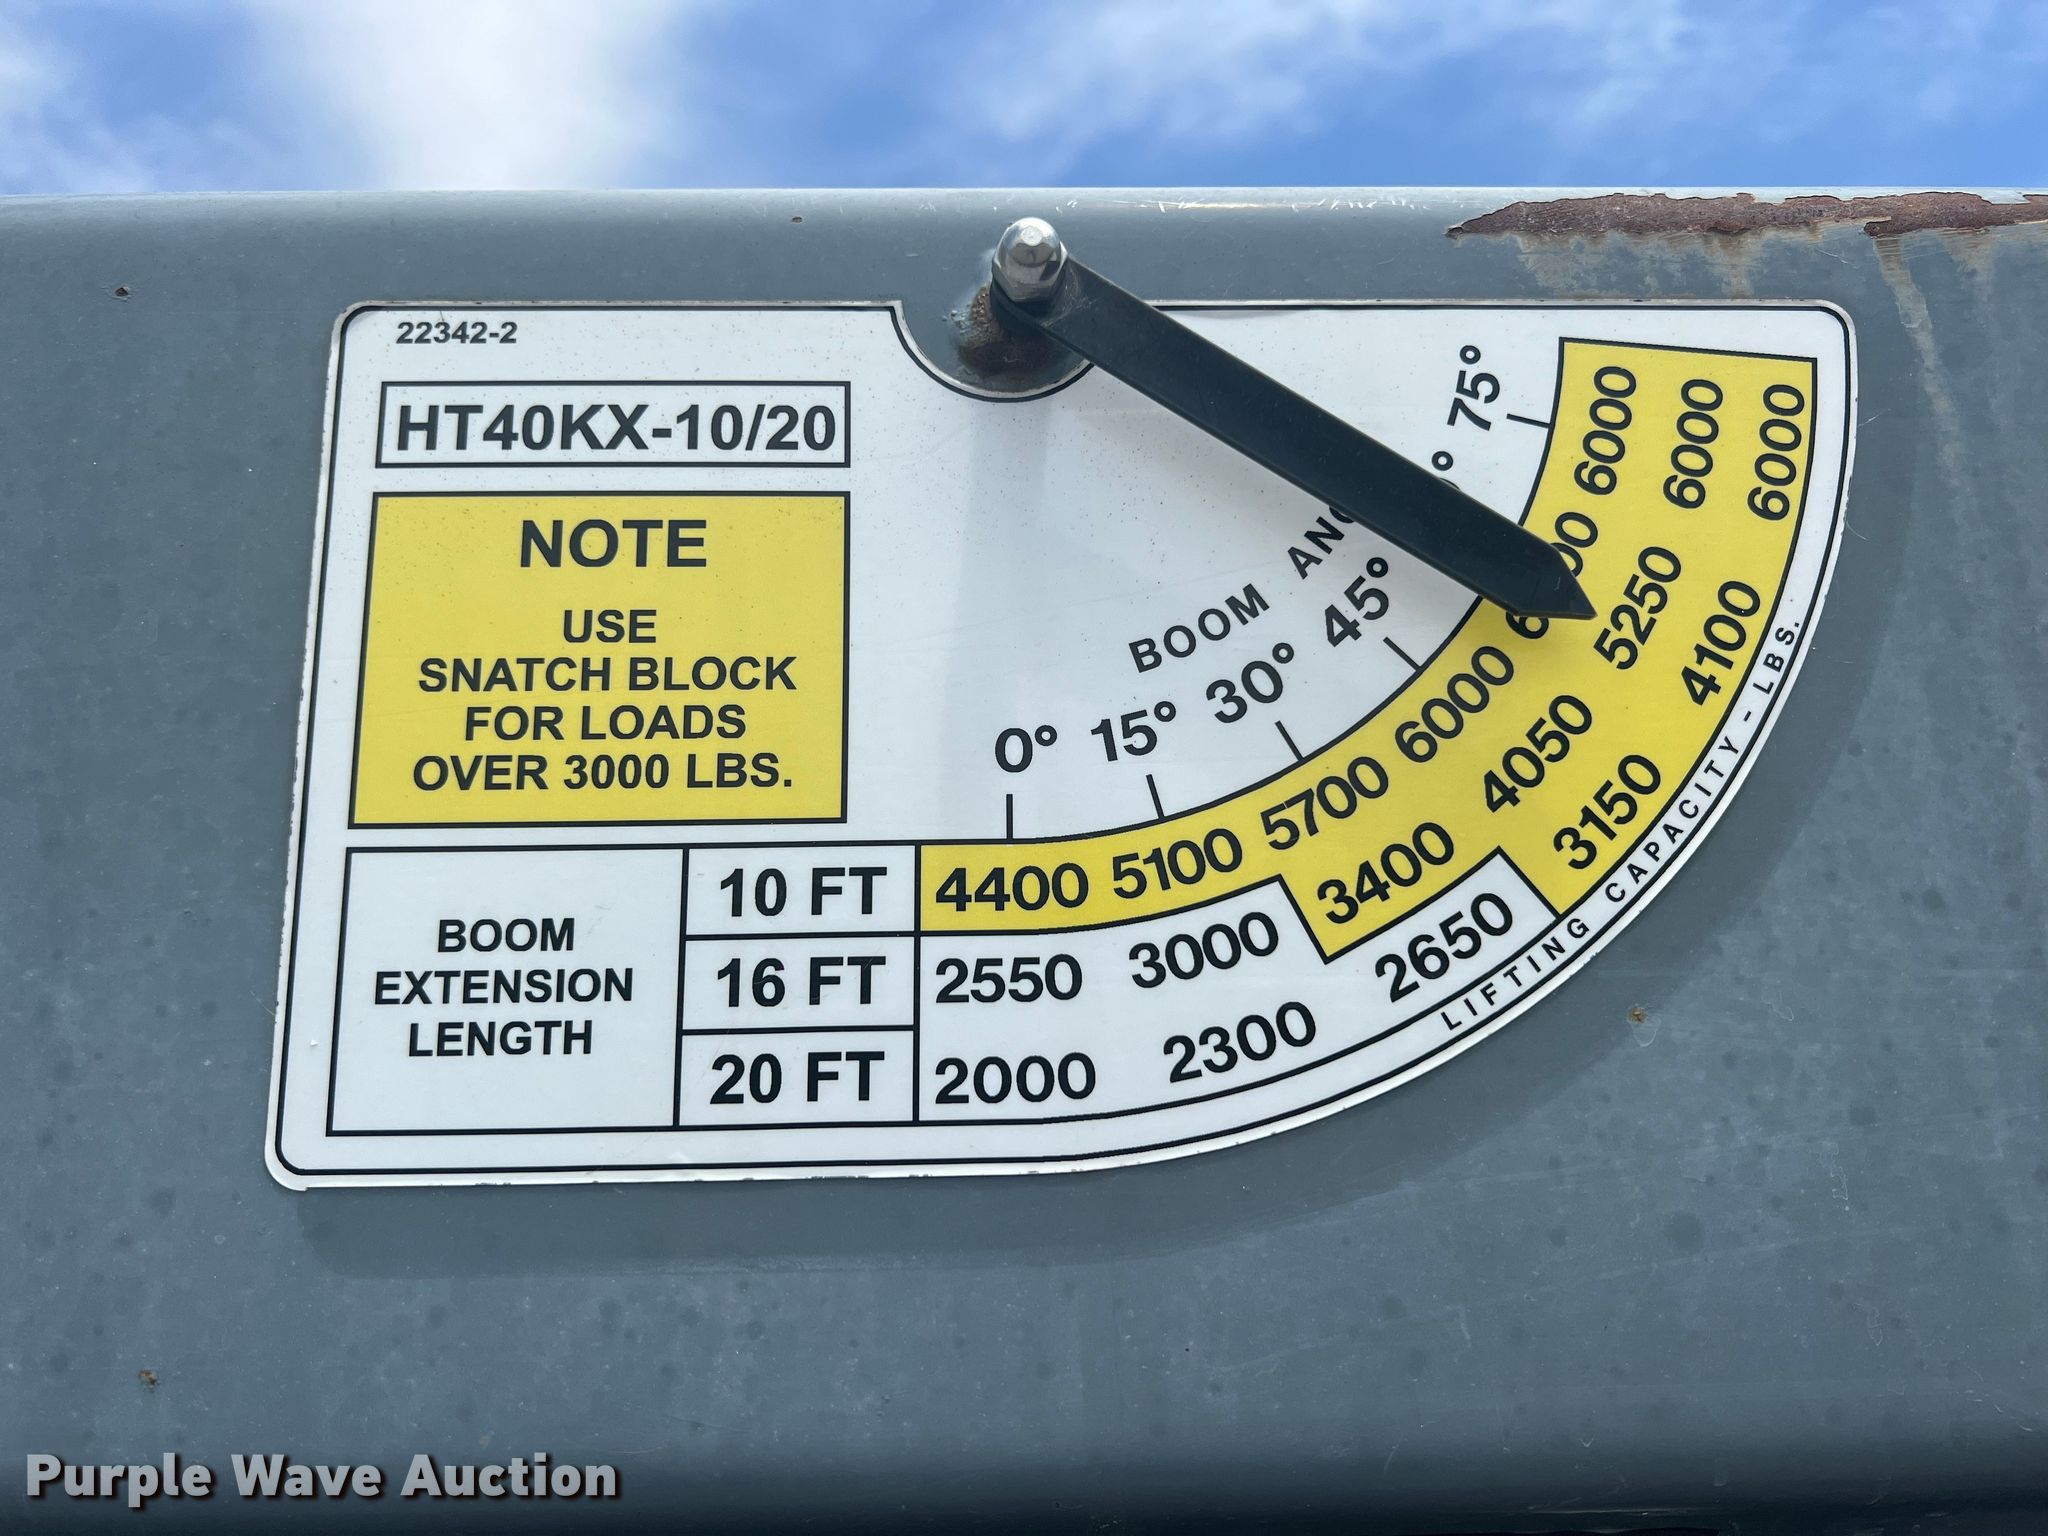 22342-2
HT40KX-10/20
NOTE
USE
SNATCH BLOCK
FOR LOADS
OVER 3000 LBS.
BOOM
0° 15° 30° 45° 75°
BOOM
EXTENSION
LENGTH
10 FT 4400 5100 5700 6000 6000
16 FT 2550 3000 3400 4050 5250 6000
20 FT 2000 2300 2650 3150 4100 6000
LIFTING CAPACITY - LBS.
Purple Wave Auction